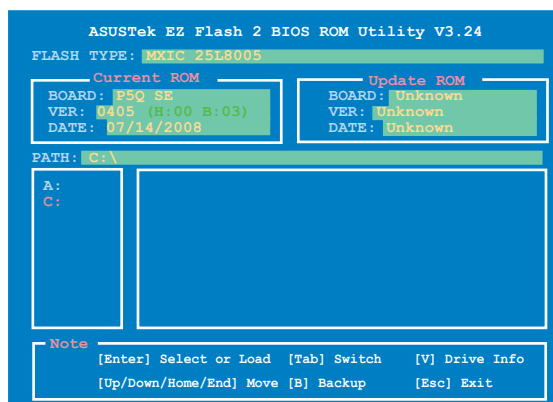 ASUSTek EZ Flash 2 BIOS ROM Utility V3.24
FLASH TYPE: MXIC 25L8005
Current ROM
BOARD: P5Q SE
VER: 0405 (H:00 B:03)
DATE: 07/14/2008
Update ROM
BOARD: Unknown
VER: Unknown
DATE: Unknown
PATH: C:\
A:
C:
Note
[Enter] Select or Load [Tab] Switch [V] Drive Info
[Up/Down/Home/End] Move [B] Backup [Esc] Exit